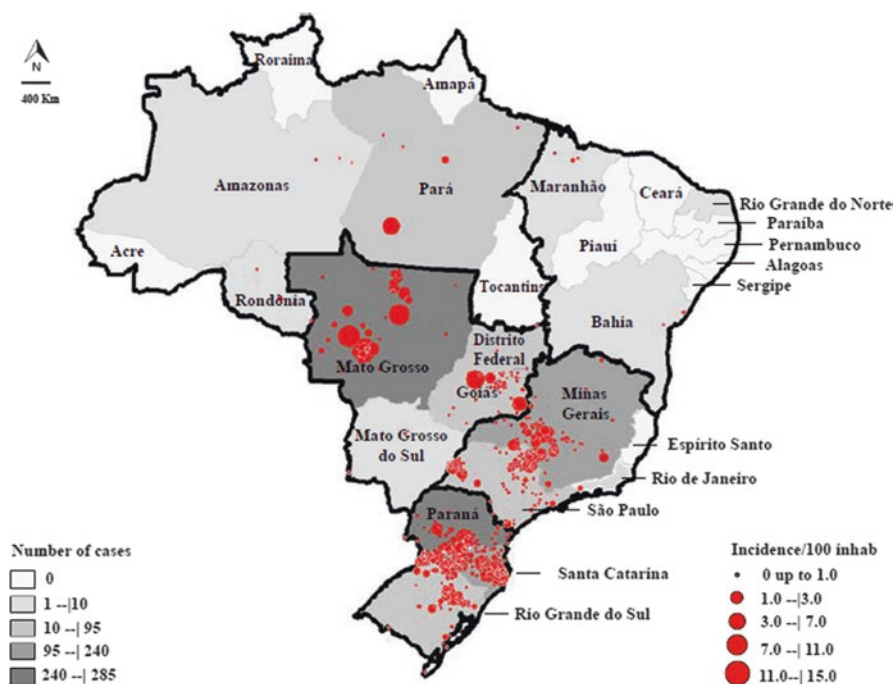 N
400 Km
Roraima
Amapá
Amazonas
Pará
Maranhão
Ceará
Rio Grande do Norte
Paraíba
Piauí
Pernambuco
Alagoas
Sergipe
Acre
Rondônia
Tocantins
Bahia
Mato Grosso
Distrito
Federal
Goiás
Minas
Gerais
Mato Grosso
do Sul
Espírito Santo
Rio de Janeiro
São Paulo
Paraná
Santa Catarina
Rio Grande do Sul
Number of cases
0
1 --|10
10 --| 95
95 --| 240
240 --| 285
Incidence/100 inhab
0 up to 1.0
1.0 --|3.0
3.0 --| 7.0
7.0 --| 11.0
11.0--| 15.0